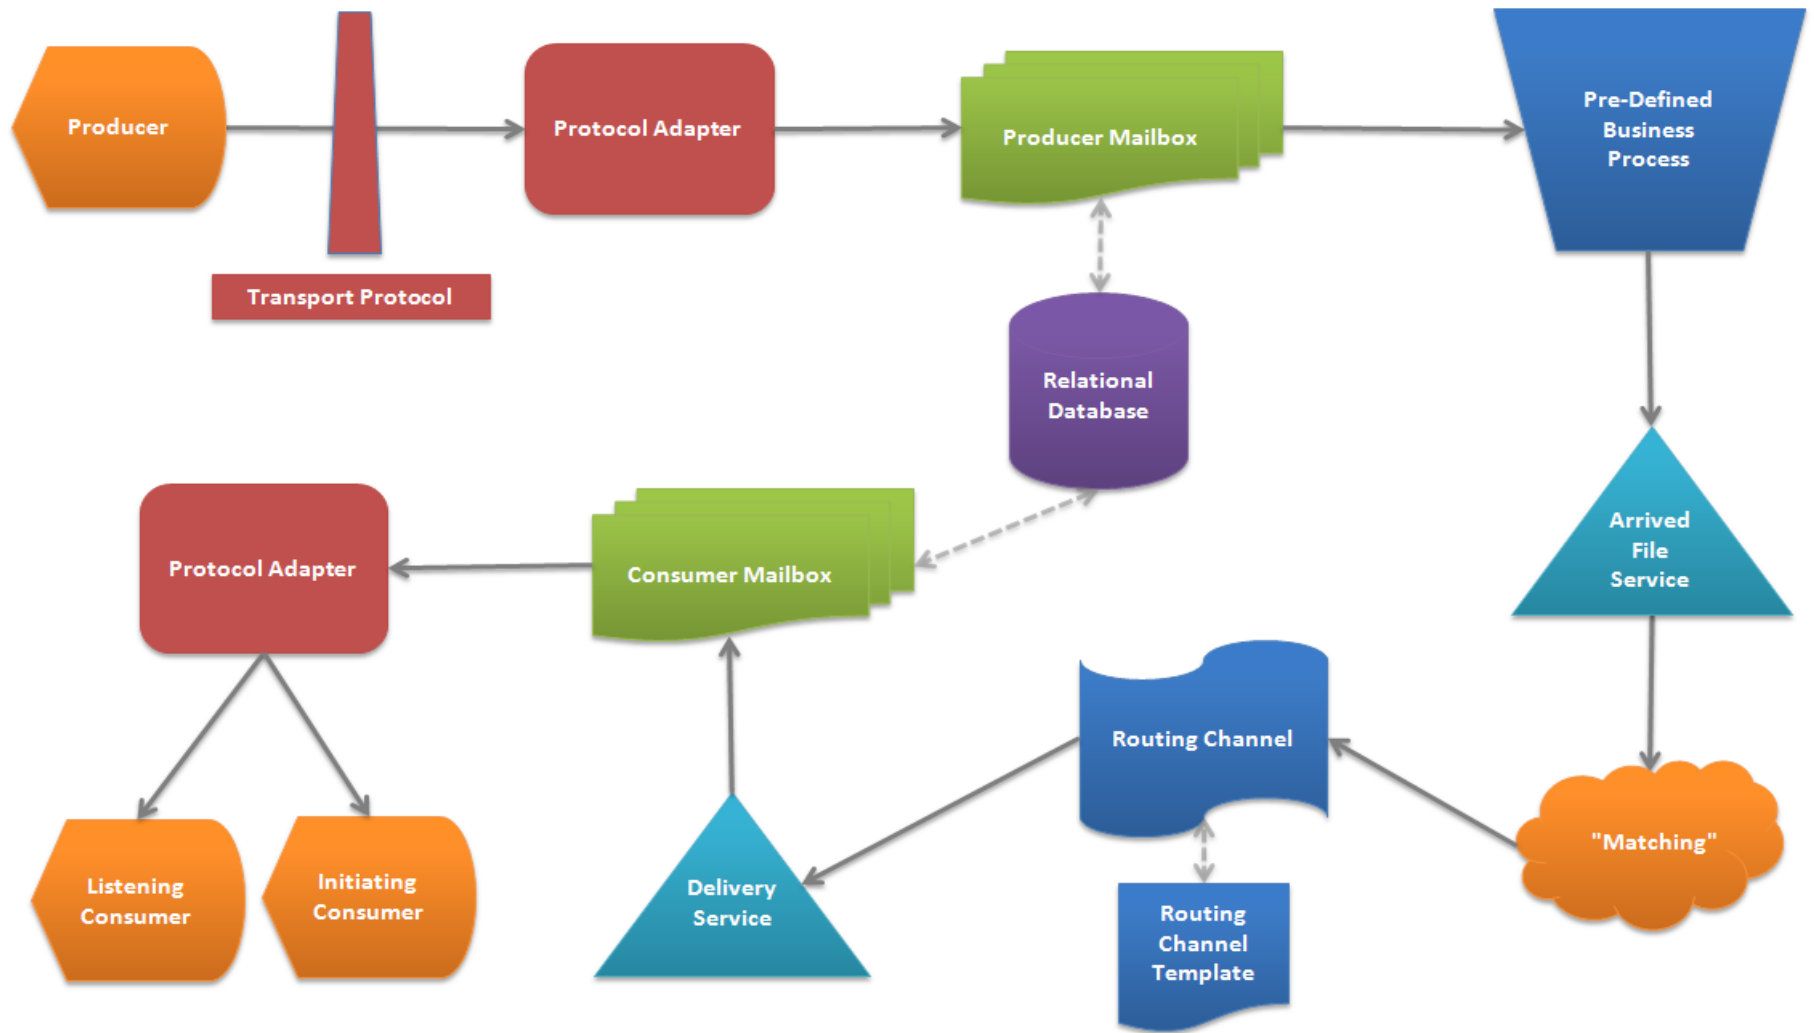 Producer
Transport Protocol
Protocol Adapter
Producer Mailbox
Pre-Defined
Business
Process
Relational
Database
Arrived
File
Service
Protocol Adapter
Consumer Mailbox
Routing Channel
"Matching"
Listening
Consumer
Initiating
Consumer
Delivery
Service
Routing
Channel
Template